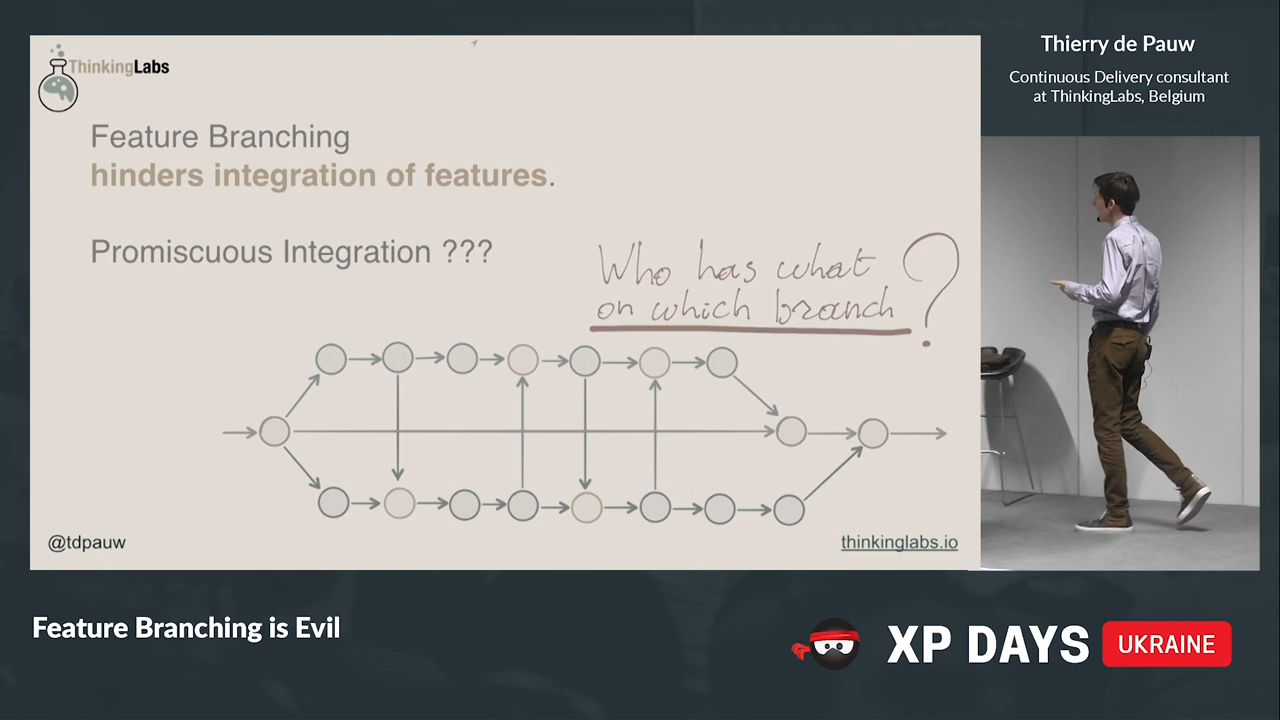 ThinkingLabs
Feature Branching
hinders integration of features.
Promiscuous Integration ???
Who has what
on which branch ?
@tdpauw
thinkinglabs.io
Thierry de Pauw
Continuous Delivery consultant
at ThinkingLabs, Belgium
Feature Branching is Evil
XP DAYS
UKRAINE